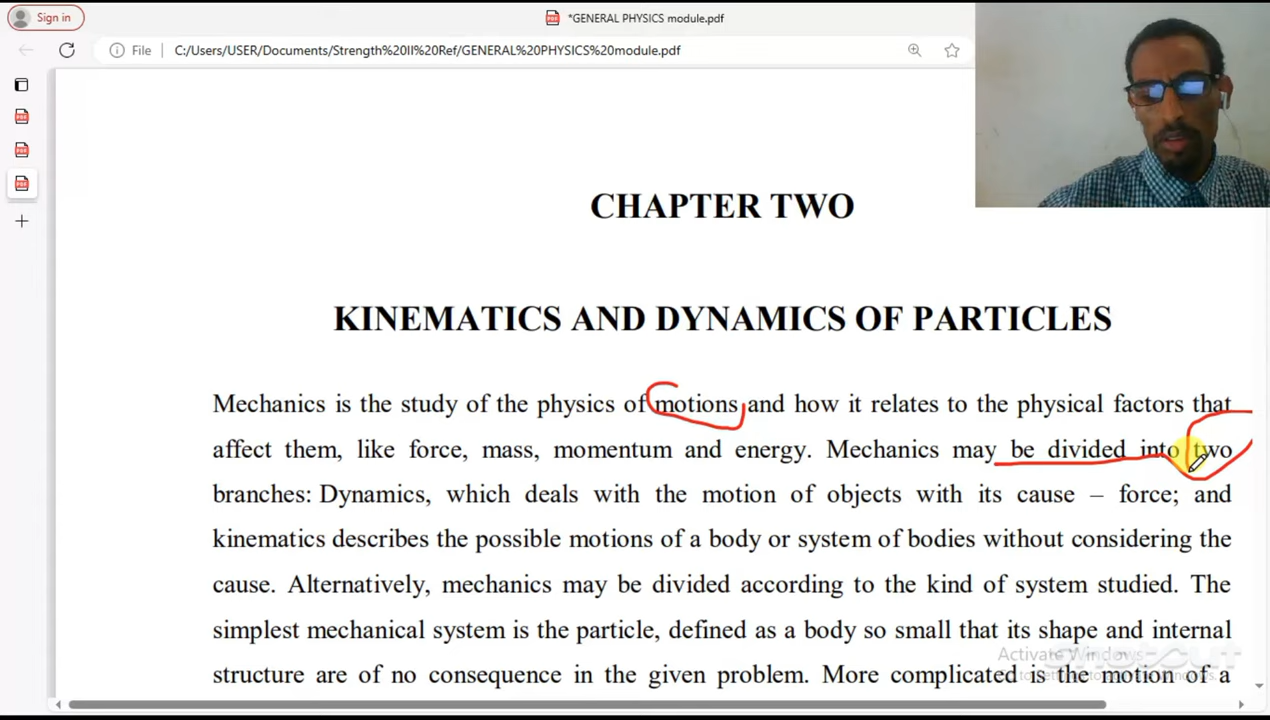 Sign in
*GENERAL PHYSICS module.pdf
File
C:/Users/USER/Documents/Strength%20II%20Ref/GENERAL%20PHYSICS%20module.pdf
CHAPTER TWO
KINEMATICS AND DYNAMICS OF PARTICLES
Mechanics is the study of the physics of motions and how it relates to the physical factors that
affect them, like force, mass, momentum and energy. Mechanics may be divided into two
branches: Dynamics, which deals with the motion of objects with its cause – force; and
kinematics describes the possible motions of a body or system of bodies without considering the
cause. Alternatively, mechanics may be divided according to the kind of system studied. The
simplest mechanical system is the particle, defined as a body so small that its shape and internal
structure are of no consequence in the given problem. More complicated is the motion of a
Activate Windows